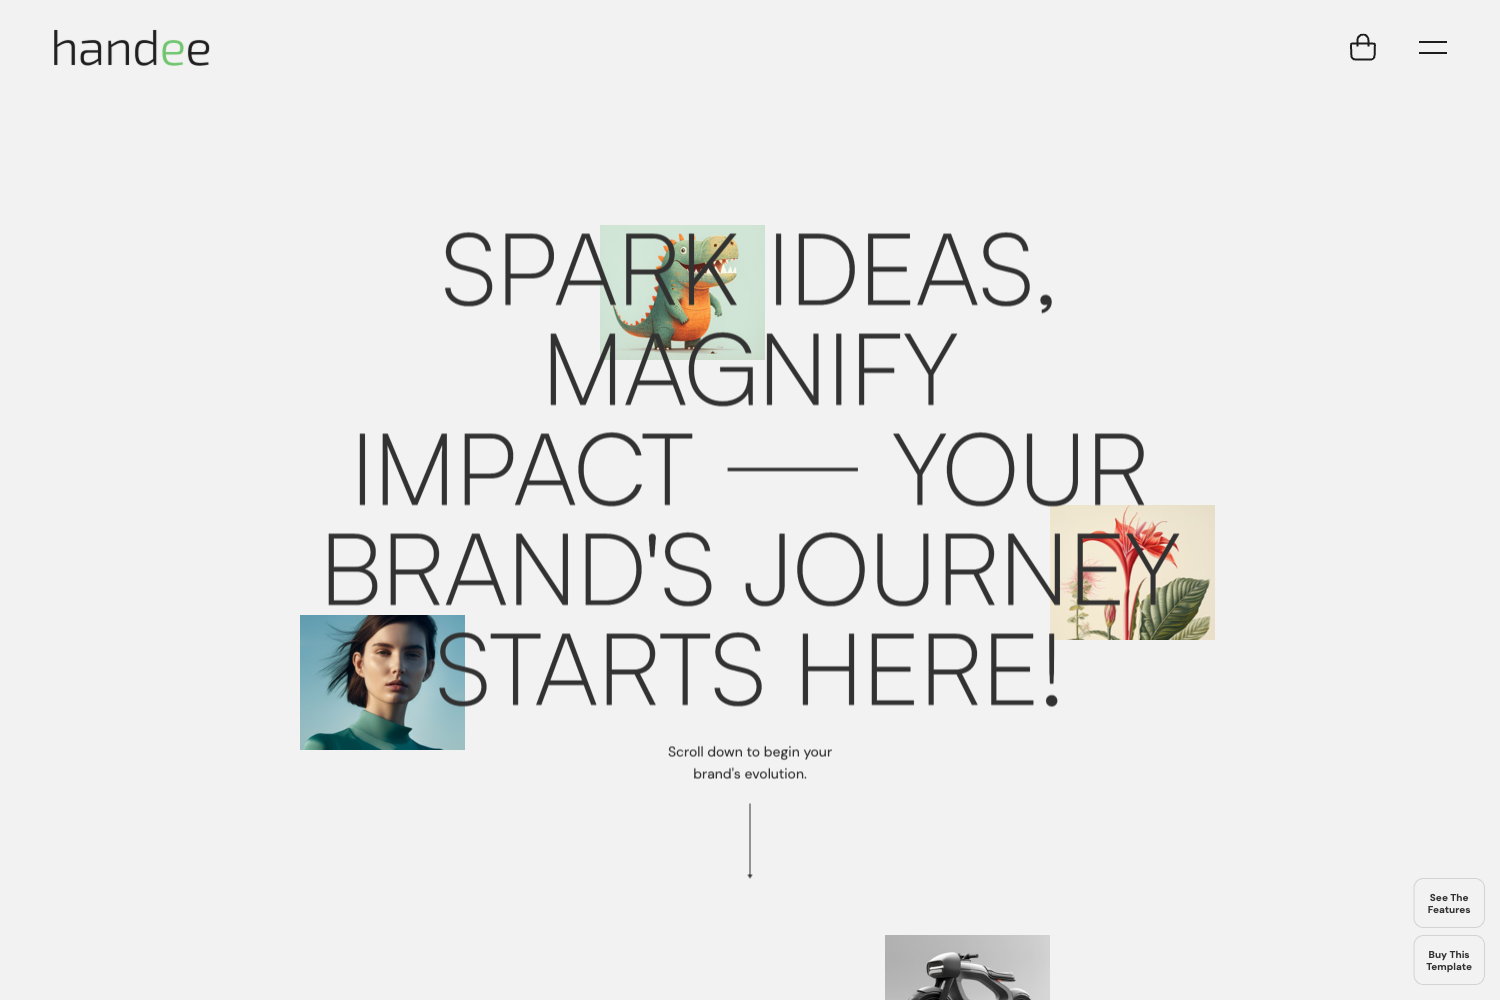 handee
SPARK IDEAS,
MAGNIFY
IMPACT — YOUR
BRAND'S JOURNEY
STARTS HERE!
Scroll down to begin your
brand's evolution.
See The
Features
Buy This
Template